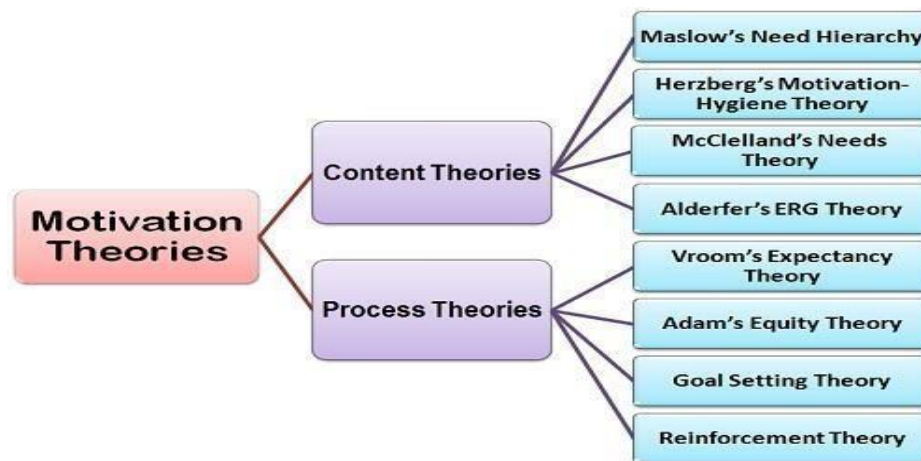 Motivation
Theories
Content Theories
Process Theories
Maslow's Need Hierarchy
Herzberg's Motivation-
Hygiene Theory
McClelland's Needs
Theory
Alderfer's ERG Theory
Vroom's Expectancy
Theory
Adam's Equity Theory
Goal Setting Theory
Reinforcement Theory